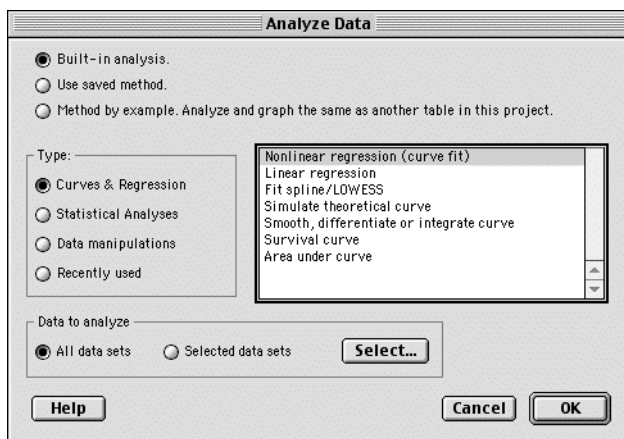 Analyze Data
Built-in analysis.
Use saved method.
Method by example. Analyze and graph the same as another table in this project.
Type:
Curves & Regression
Statistical Analyses
Data manipulations
Recently used
Nonlinear regression (curve fit)
Linear regression
Fit spline/LOWESS
Simulate theoretical curve
Smooth, differentiate or integrate curve
Survival curve
Area under curve
Data to analyze
All data sets
Selected data sets
Select...
Help
Cancel
OK